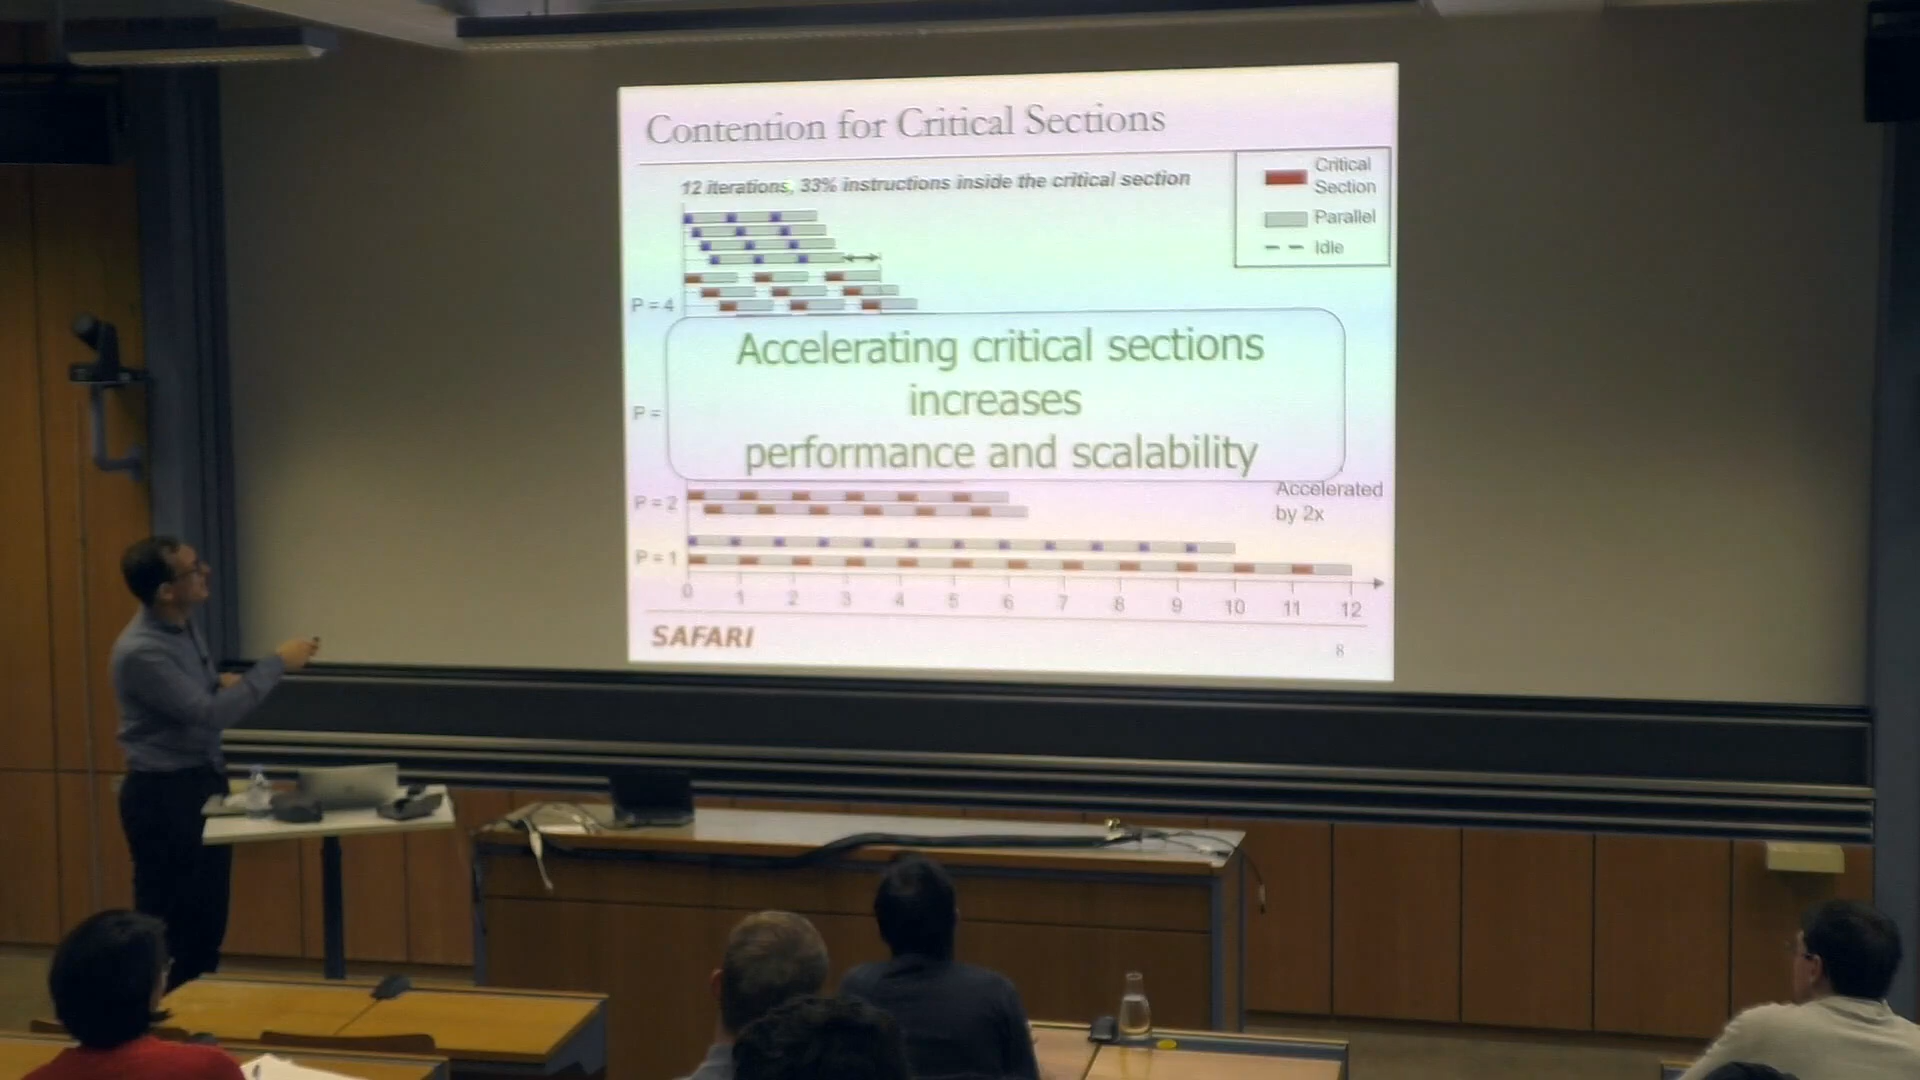 Contention for Critical Sections
12 iterations, 33% instructions inside the critical section
Critical
Section
Parallel
Idle
P = 4
Accelerating critical sections
increases
performance and scalability
P =
P = 2
Accelerated
by 2x
P = 1
0 1 2 3 4 5 6 7 8 9 10 11 12
SAFARI
8